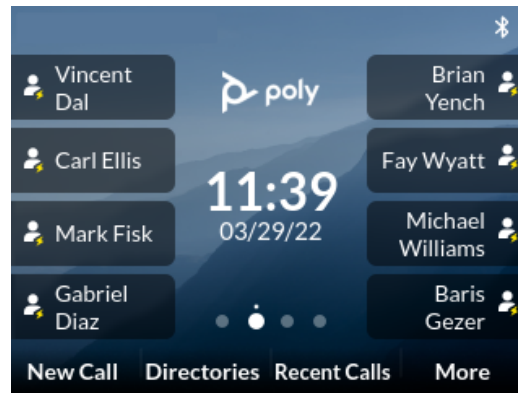 Vincent
Dal
Carl Ellis
Mark Fisk
Gabriel
Diaz
poly
11:39
03/29/22
Brian
Yench
Fay Wyatt
Michael
Williams
Baris
Gezer
New Call Directories Recent Calls More